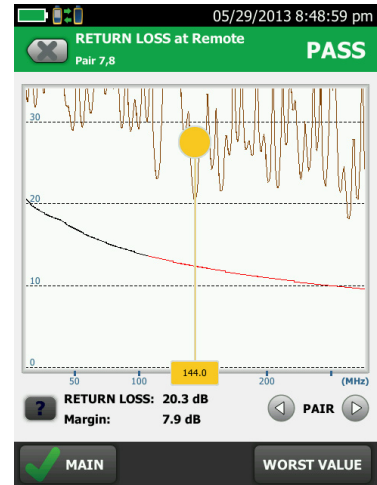 05/29/2013 8:48:59 pm
RETURN LOSS at Remote
Pair 7,8
PASS
30
20
10
0
144.0
50 100 200 (MHz)
? RETURN LOSS: 20.3 dB
Margin: 7.9 dB
PAIR
MAIN
WORST VALUE